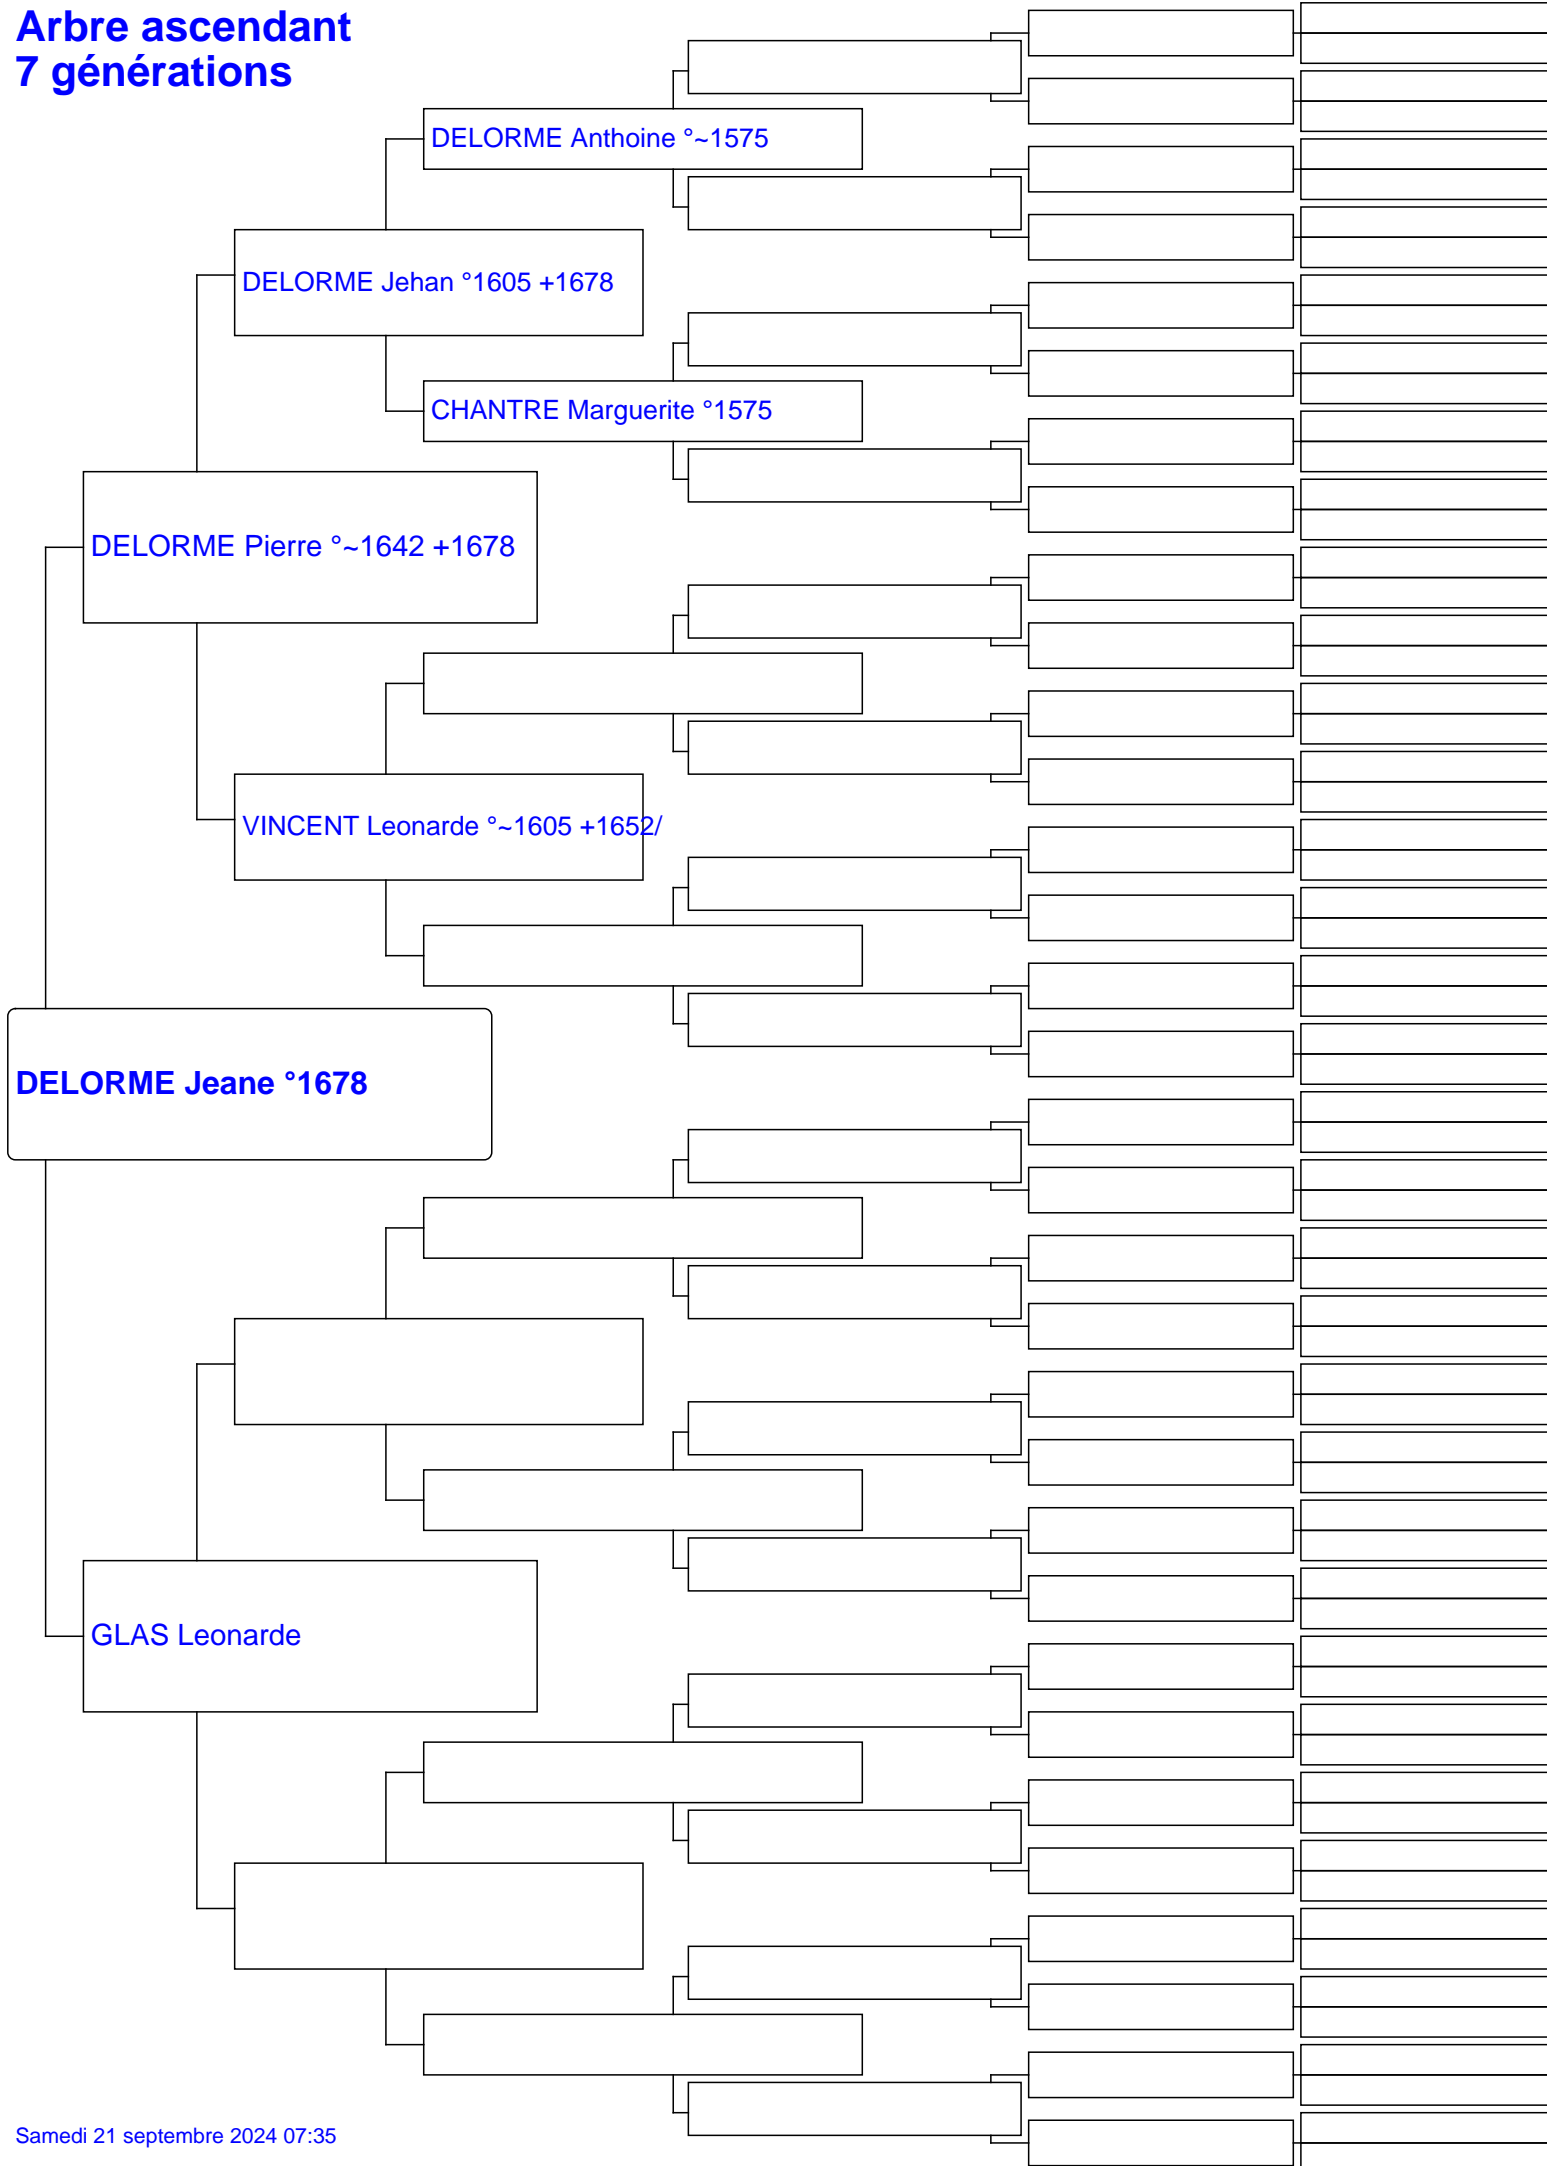 Arbre ascendant
7 générations
DELORME Anthoine °~1575
DELORME Jehan °1605 +1678
CHANTRE Marguerite °1575
DELORME Pierre °~1642 +1678
VINCENT Leonarde °~1605 +1652/
DELORME Jeane °1678
GLAS Leonarde
Samedi 21 septembre 2024 07:35